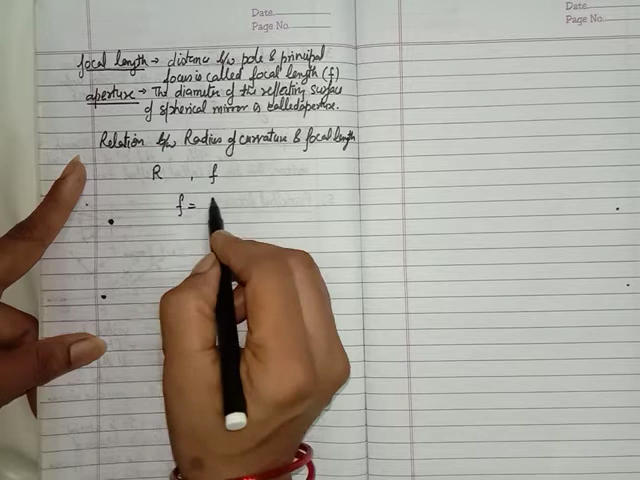 Date
Page No.
Date
Page No.
focal length → distance b/w pole & principal
focus is called focal length (f)
aperture → The diameter of the reflecting surface
of spherical mirror is called aperture.
Relation b/w Radius of curvature & focal length
R , f
f =